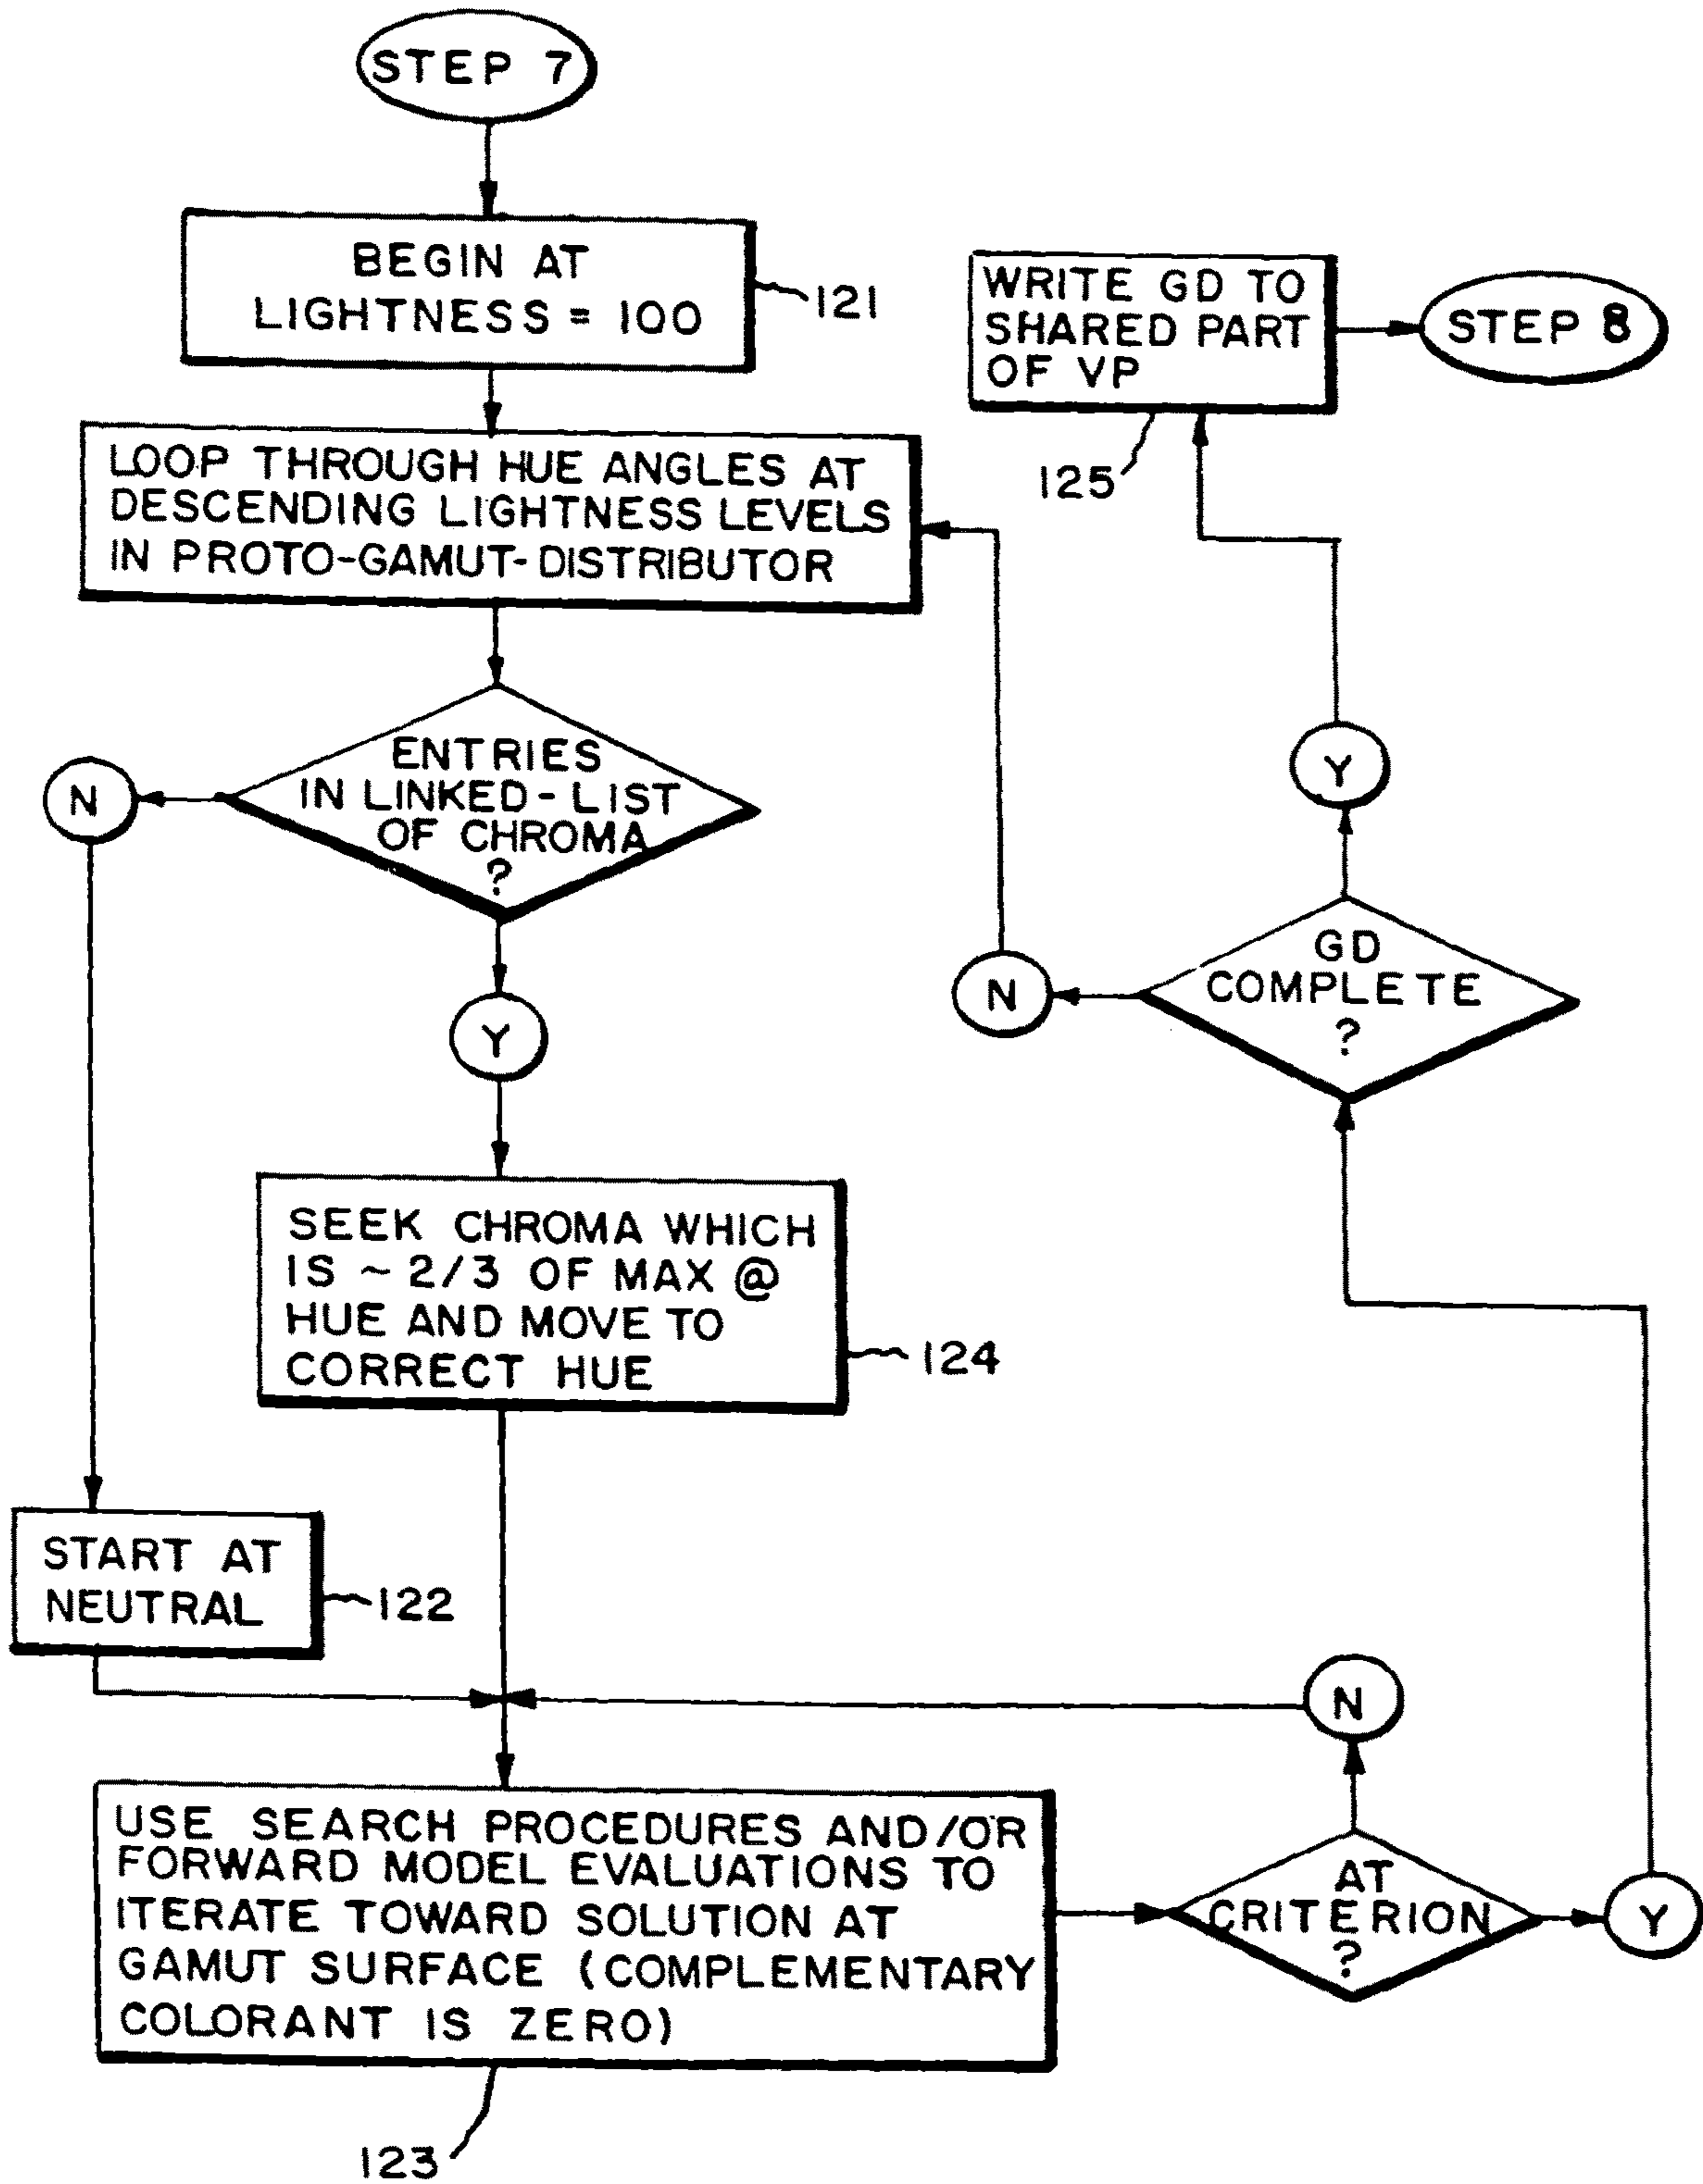 STEP 7
BEGIN AT
LIGHTNESS = 100
121
LOOP THROUGH HUE ANGLES AT
DESCENDING LIGHTNESS LEVELS
IN PROTO-GAMUT-DISTRIBUTOR
ENTRIES
IN LINKED-LIST
OF CHROMA
?
N
Y
SEEK CHROMA WHICH
IS ~ 2/3 OF MAX @
HUE AND MOVE TO
CORRECT HUE
124
START AT
NEUTRAL
122
USE SEARCH PROCEDURES AND/OR
FORWARD MODEL EVALUATIONS TO
ITERATE TOWARD SOLUTION AT
GAMUT SURFACE (COMPLEMENTARY
COLORANT IS ZERO)
123
AT
CRITERION
?
N
Y
GD
COMPLETE
?
N
Y
WRITE GD TO
SHARED PART
OF VP
125
STEP 8